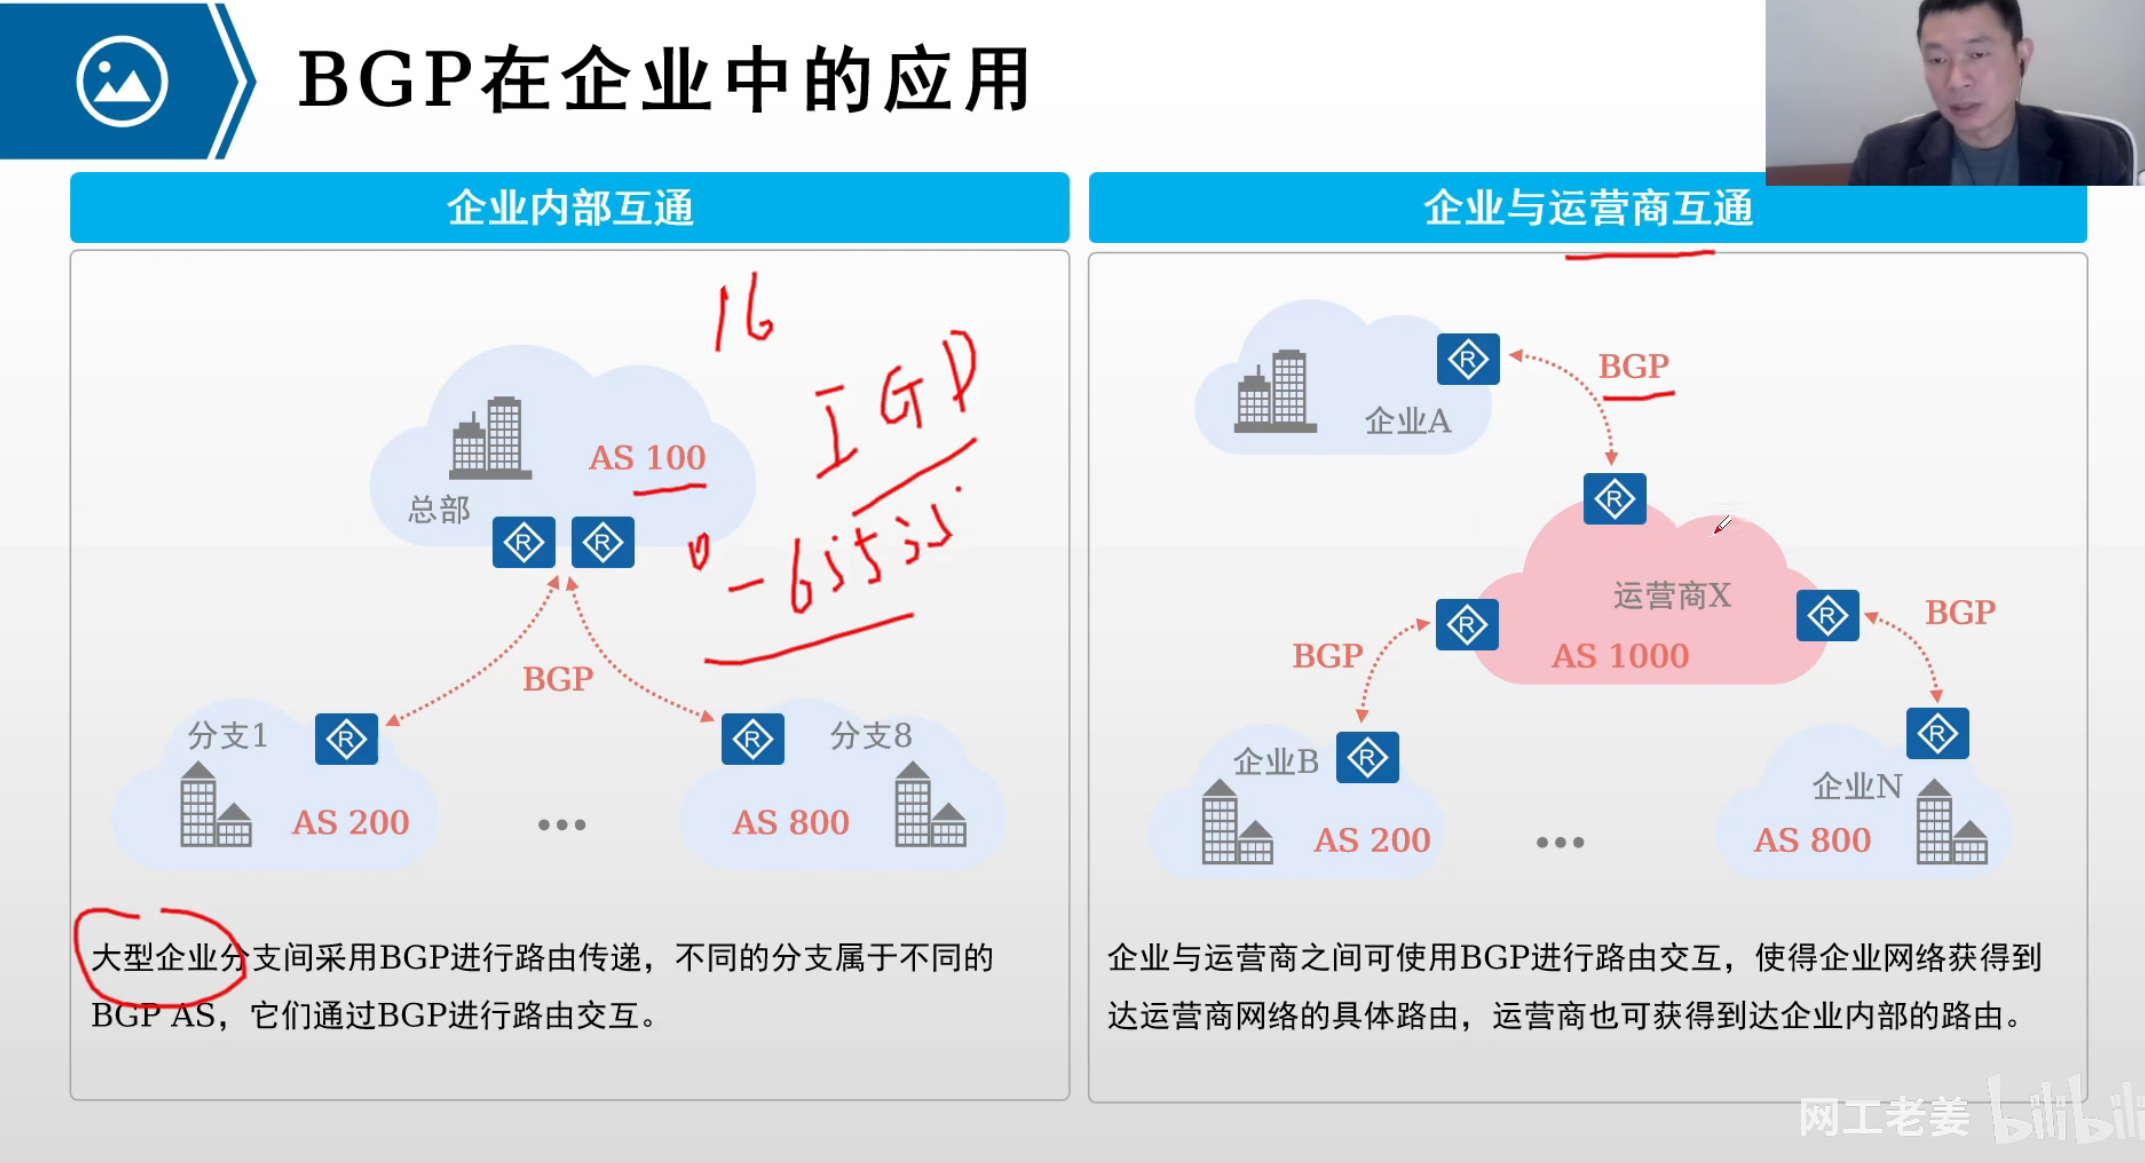 BGP在企业中的应用
企业内部互通
16
IGP
AS 100
总部
R R
0-65535
BGP
分支1
R
AS 200
...
R
分支8
AS 800
大型企业分支间采用BGP进行路由传递，不同的分支属于不同的
BGP AS，它们通过BGP进行路由交互。
企业与运营商互通
R
BGP
企业A
R
运营商X
AS 1000
R
R
BGP
BGP
企业B
R
AS 200
...
R
企业N
AS 800
企业与运营商之间可使用BGP进行路由交互，使得企业网络获得到
达运营商网络的具体路由，运营商也可获得到达企业内部的路由。
网工老姜 bilibili